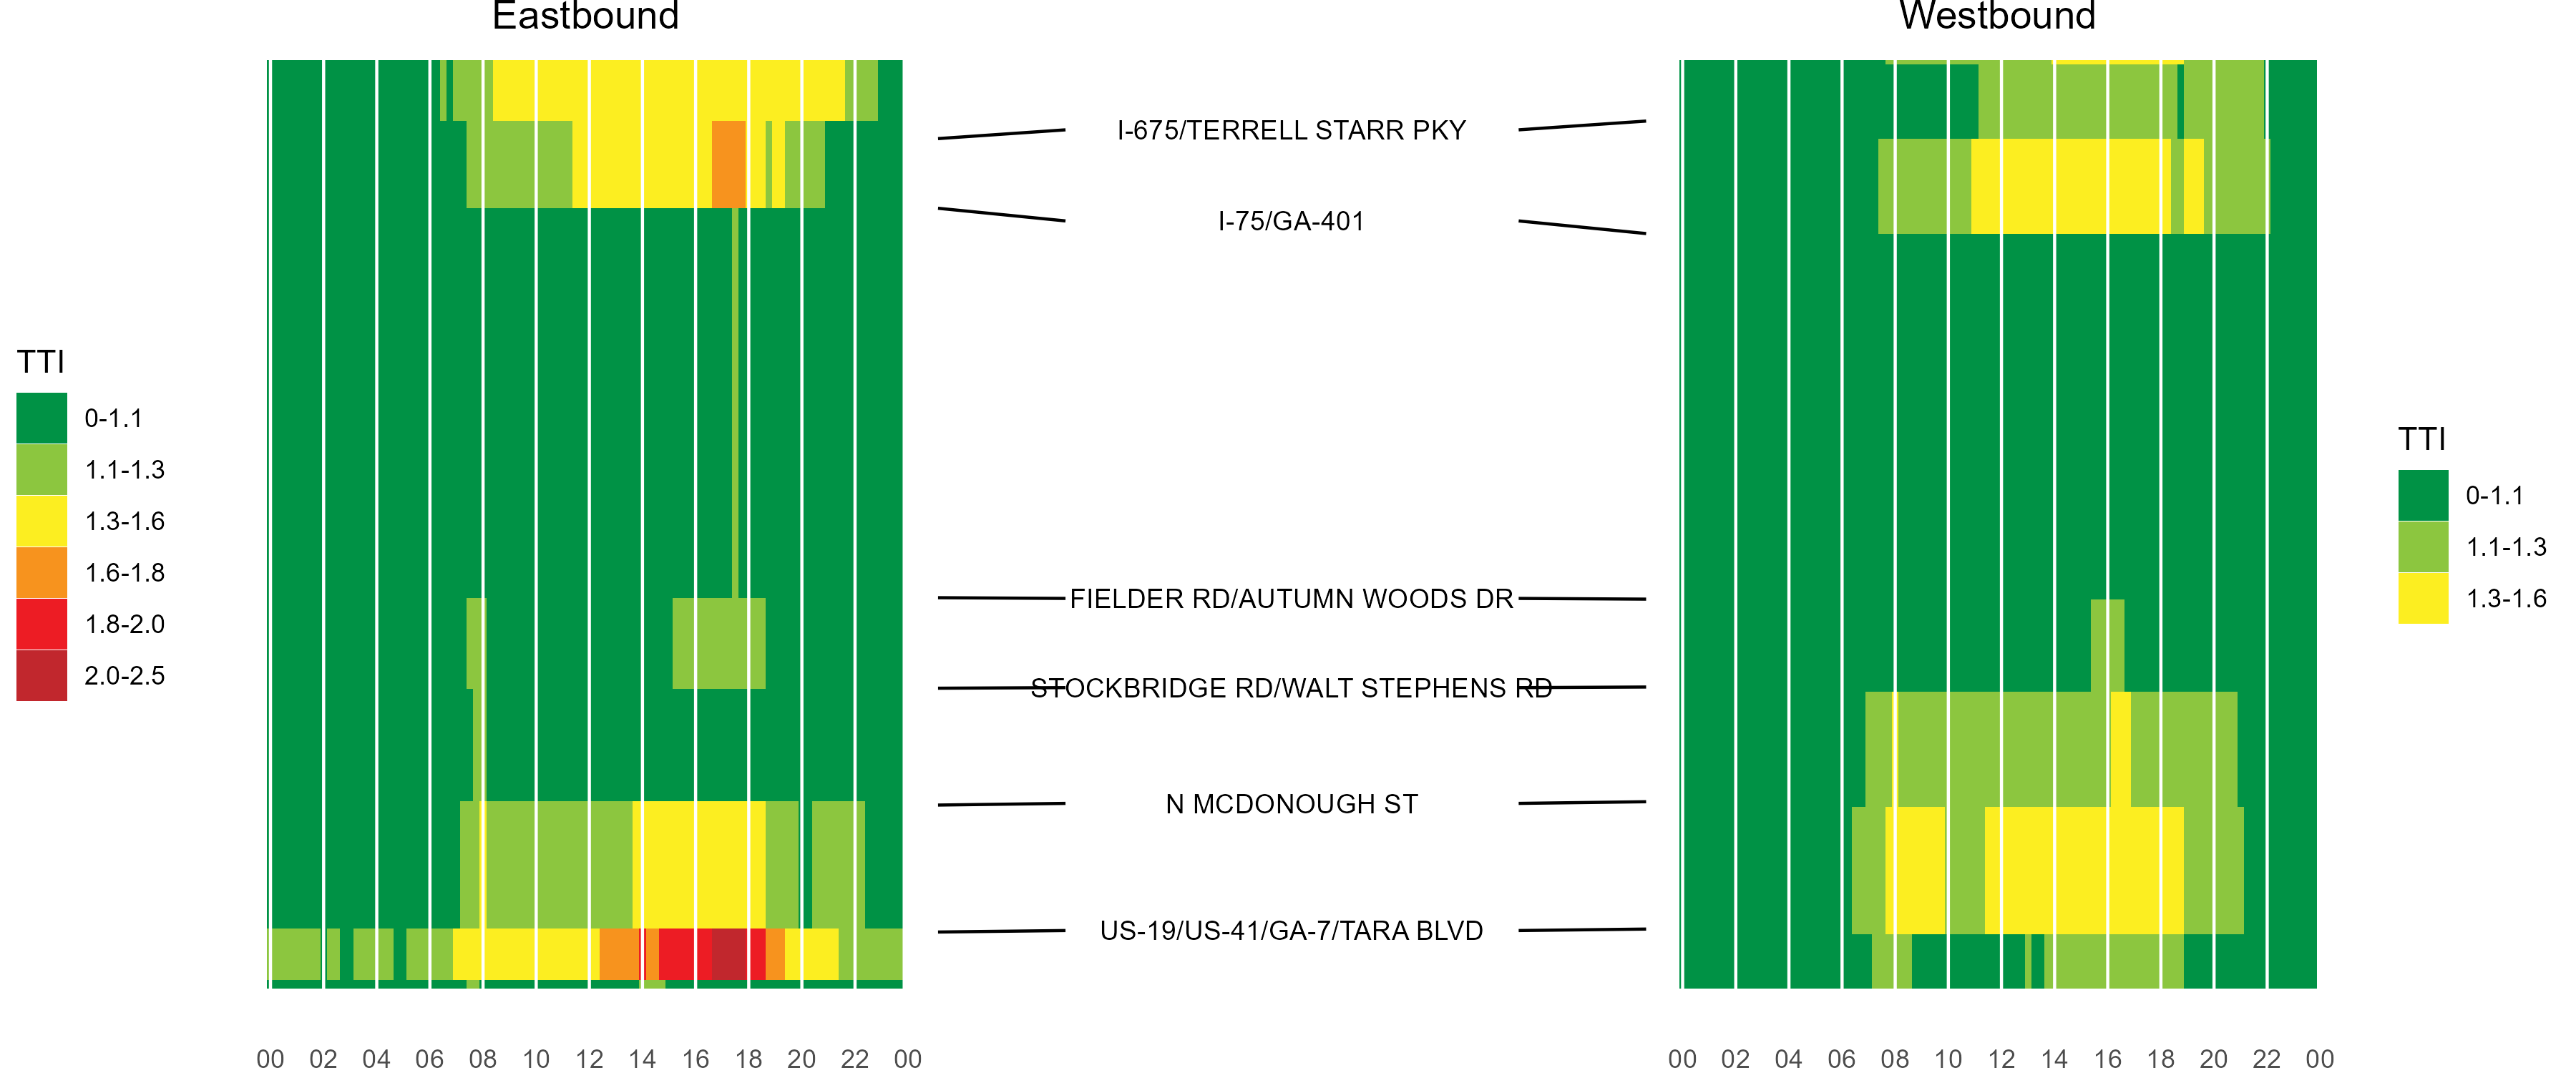 Eastbound
Westbound
I-675/TERRELL STARR PKY
I-75/GA-401
FIELDER RD/AUTUMN WOODS DR
STOCKBRIDGE RD/WALT STEPHENS RD
N MCDONOUGH ST
US-19/US-41/GA-7/TARA BLVD
TTI
0-1.1
1.1-1.3
1.3-1.6
1.6-1.8
1.8-2.0
2.0-2.5
TTI
0-1.1
1.1-1.3
1.3-1.6
00 02 04 06 08 10 12 14 16 18 20 22 00
00 02 04 06 08 10 12 14 16 18 20 22 00